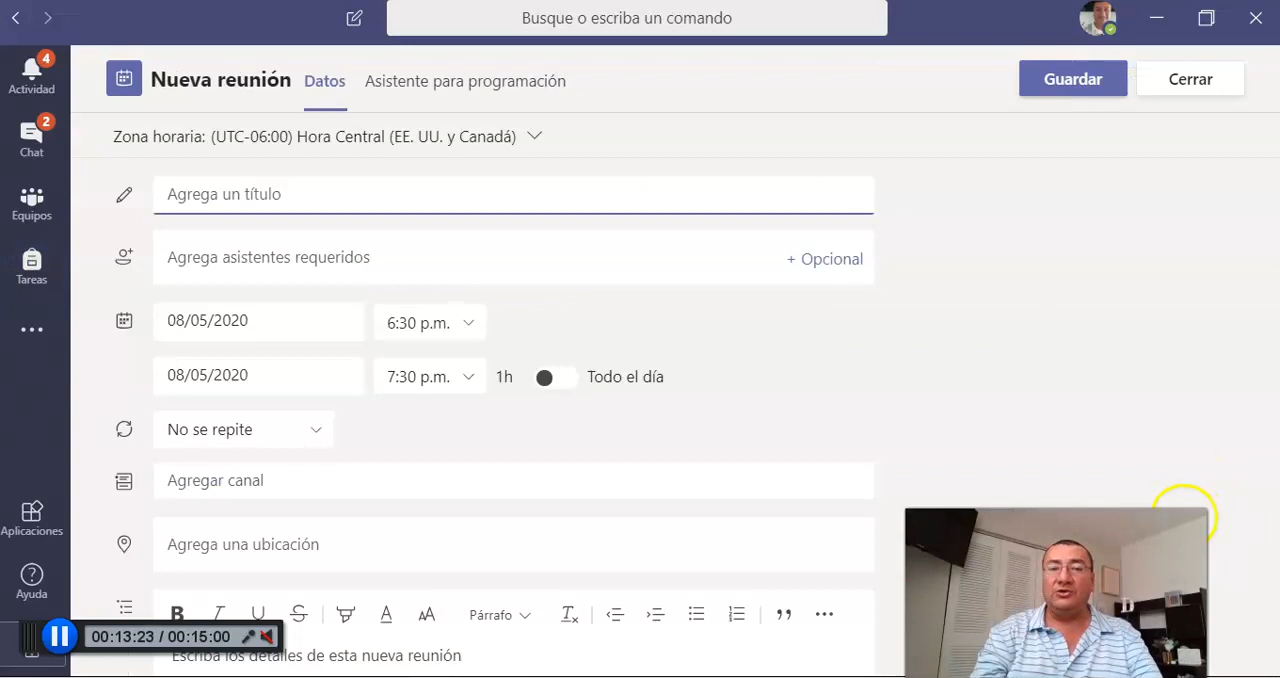 Busque o escriba un comando
4
Actividad
Nueva reunión
Datos
Asistente para programación
Guardar
Cerrar
2
Chat
Zona horaria: (UTC-06:00) Hora Central (EE. UU. y Canadá)
Agrega un título
Equipos
Agrega asistentes requeridos
+ Opcional
Tareas
08/05/2020
6:30 p.m.
08/05/2020
7:30 p.m.
1h
Todo el día
No se repite
Agregar canal
Aplicaciones
Agrega una ubicación
Ayuda
B I U S A AA Párrafo
00:13:23 / 00:15:00
Escriba los detalles de esta nueva reunión